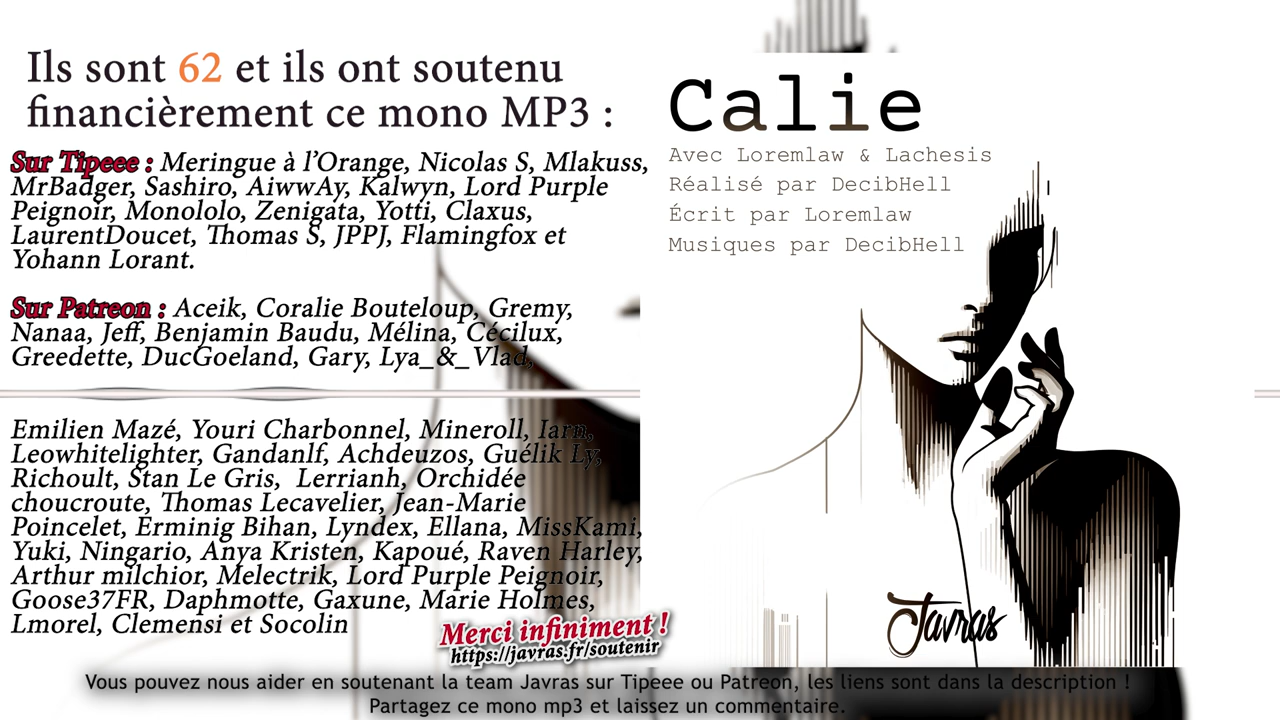 Ils sont 62 et ils ont soutenu
financièrement ce mono MP3 :
Sur Tipeee : Meringue à l’Orange, Nicolas S, Mlakuss,
MrBadger, Sashiro, AiwwAy, Kalwyn, Lord Purple
Peignoir, Monololo, Zenigata, Yotti, Claxus,
LaurentDoucet, Thomas S, JPPJ, Flamingfox et
Yohann Lorant.
Sur Patreon : Aceik, Coralie Bouteloup, Gremy,
Nanaa, Jeff, Benjamin Baudu, Mélina, Cécilux,
Greedette, DucGoeland, Gary, Lya_&_Vlad,
Emilien Mazé, Youri Charbonnel, Mineroll, Iarn,
Leowhitelighter, Gandanlf, Achdeuzos, Guélik Ly,
Richoult, Stan Le Gris, Lerrianh, Orchidée
choucroute, Thomas Lecavelier, Jean-Marie
Poincelet, Erminig Bihan, Lyndex, Ellana, MissKami,
Yuki, Ningario, Anya Kristen, Kapoué, Raven Harley,
Arthur milchior, Melectrik, Lord Purple Peignoir,
Goose37FR, Daphmotte, Gaxune, Marie Holmes,
Lmorel, Clemensi et Socolin
Merci infiniment !
https://javras.fr/soutenir
Calie
Avec Loremlaw & Lachesis
Réalisé par DecibHell
Écrit par Loremlaw
Musiques par DecibHell
Javras
Vous pouvez nous aider en soutenant la team Javras sur Tipeee ou Patreon, les liens sont dans la description !
Partagez ce mono mp3 et laissez un commentaire.